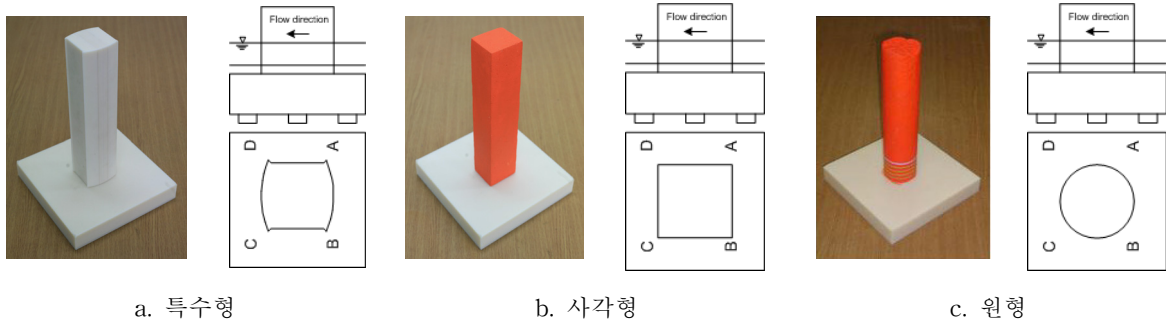 Flow direction
D A
C B
a. 특수형
Flow direction
D A
C B
b. 사각형
Flow direction
D A
C B
c. 원형